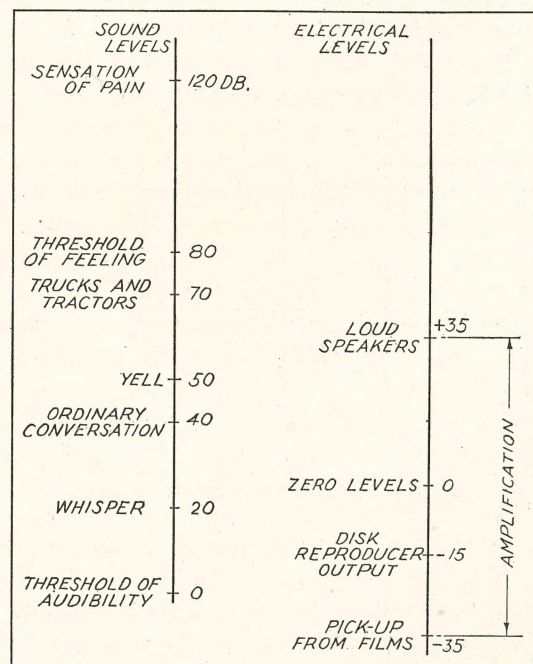 SOUND
LEVELS
SENSATION
OF PAIN
120 DB.
THRESHOLD
OF FEELING
80
TRUCKS AND
TRACTORS
70
YELL
50
ORDINARY
CONVERSATION
40
WHISPER
20
THRESHOLD OF
AUDIBILITY
0
ELECTRICAL
LEVELS
LOUD
SPEAKERS
+35
ZERO LEVELS
0
DISK
REPRODUCER
OUTPUT
-15
PICK-UP
FROM FILMS
-35
AMPLIFICATION